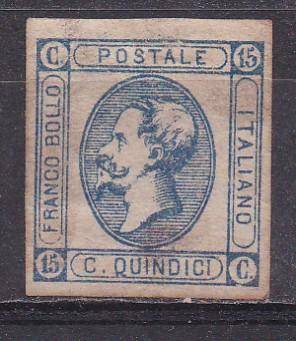 C POSTALE 15
FRANCO BOLLO
ITALIANO
15 C. QUINDICI C.